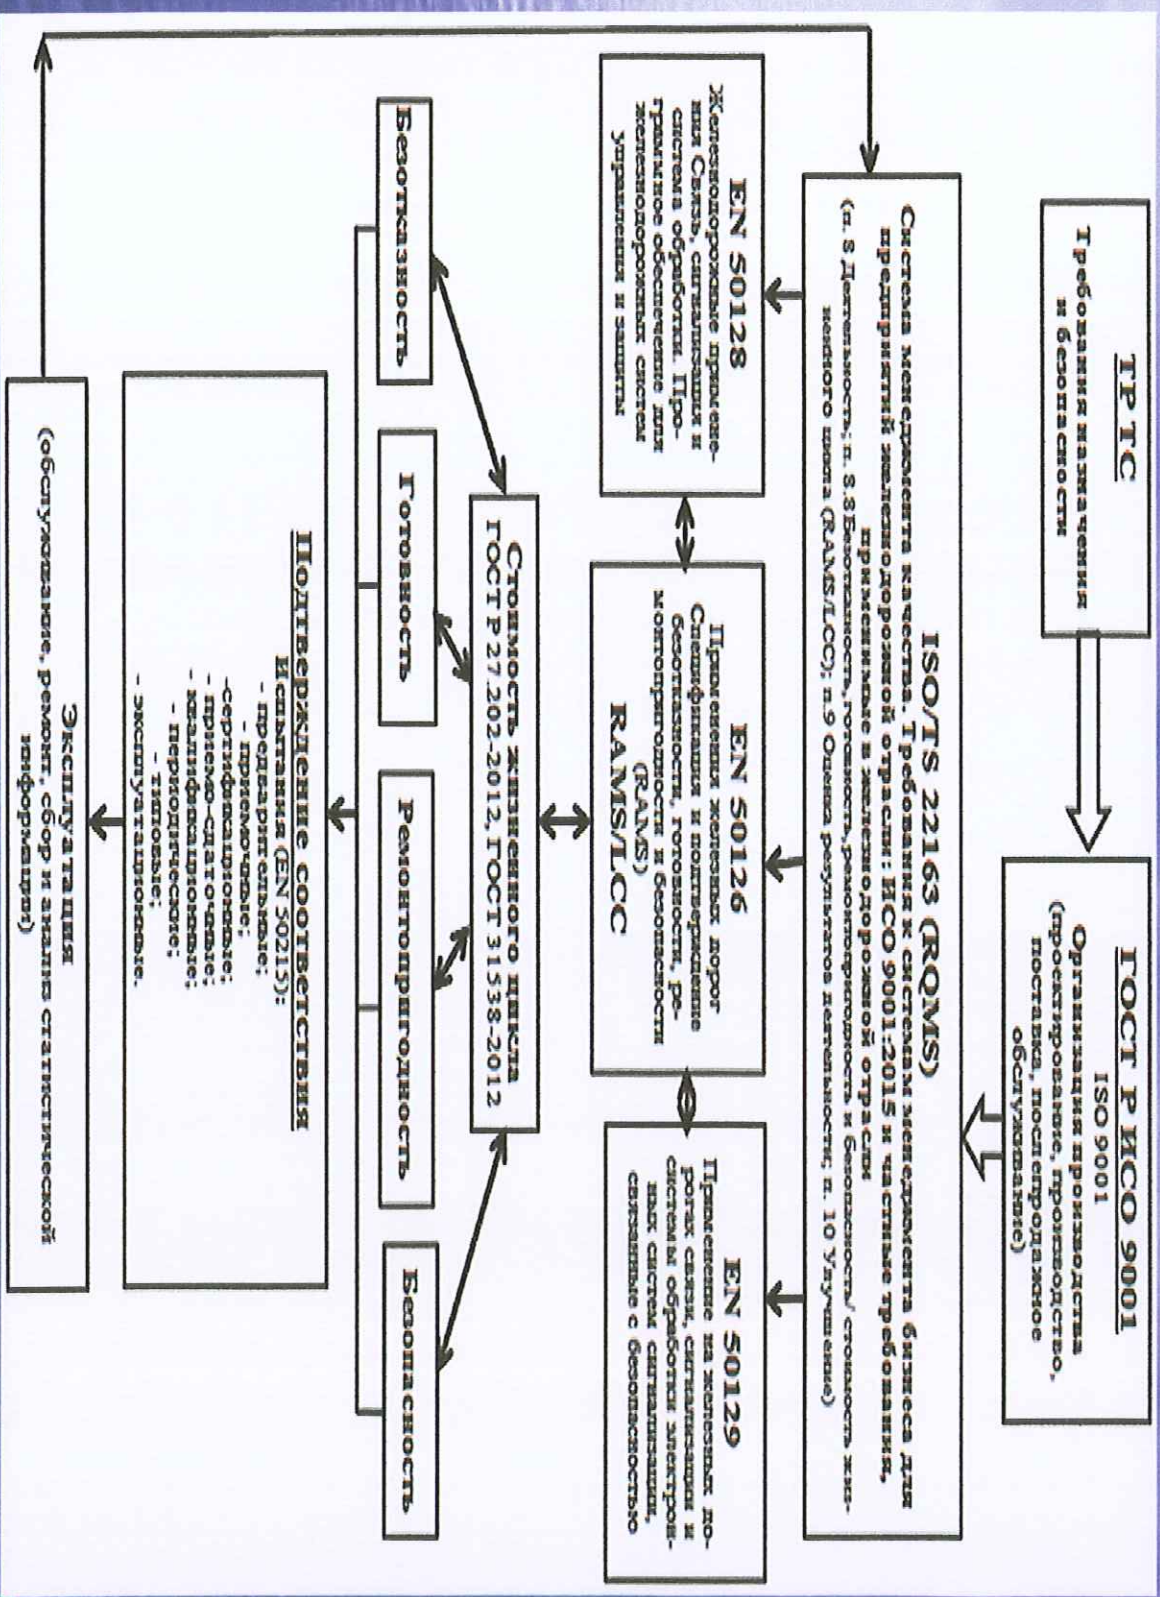 ТР ТС
Требования назначения
и безопасности
ГОСТ Р ИСО 9001
ISO 9001
Организация производства
(проектирование, производство,
поставка, послепродажное
обслуживание)
ISO/TS 22163 (RQMS)
Система менеджмента качества. Требования к системам менеджмента бизнеса для
предприятий железнодорожной отрасли: ИСО 9001:2015 и частные требования,
применимые в железнодорожной отрасли
(п. 8 Деятельность; п. 8.8 Безотказность, готовность, ремонтопригодность и безопасность/ стоимость жиз-
ненного цикла (RAMS/LCC); п.9 Оценка результатов деятельности; п. 10 Улучшение)
EN 50128
Железнодорожные примене-
ния Связь, сигнализация и
система обработки. Про-
граммное обеспечение для
железнодорожных систем
управления и защиты
EN 50126
Применения железных дорог
Спецификация и подтверждение
безотказности, готовности, ре-
монтопригодности и безопасности
(RAMS)
RAMS/LCC
EN 50129
Применение на железных до-
рогах связи, сигнализации и
системы обработки электрон-
ных систем сигнализации,
связанные с безопасностью
Стоимость жизненного цикла
ГОСТ Р 27.202-2012, ГОСТ 31538-2012
Безотказность
Готовность
Ремонтопригодность
Безопасность
Подтверждение соответствия
Испытания (EN 50215):
- предварительные;
- приемочные;
-сертификационные;
- приемо-сдаточные;
- квалификационные;
- периодические;
- типовые;
- эксплуатационные.
Эксплуатация
(обслуживание, ремонт, сбор и анализ статистической
информации)